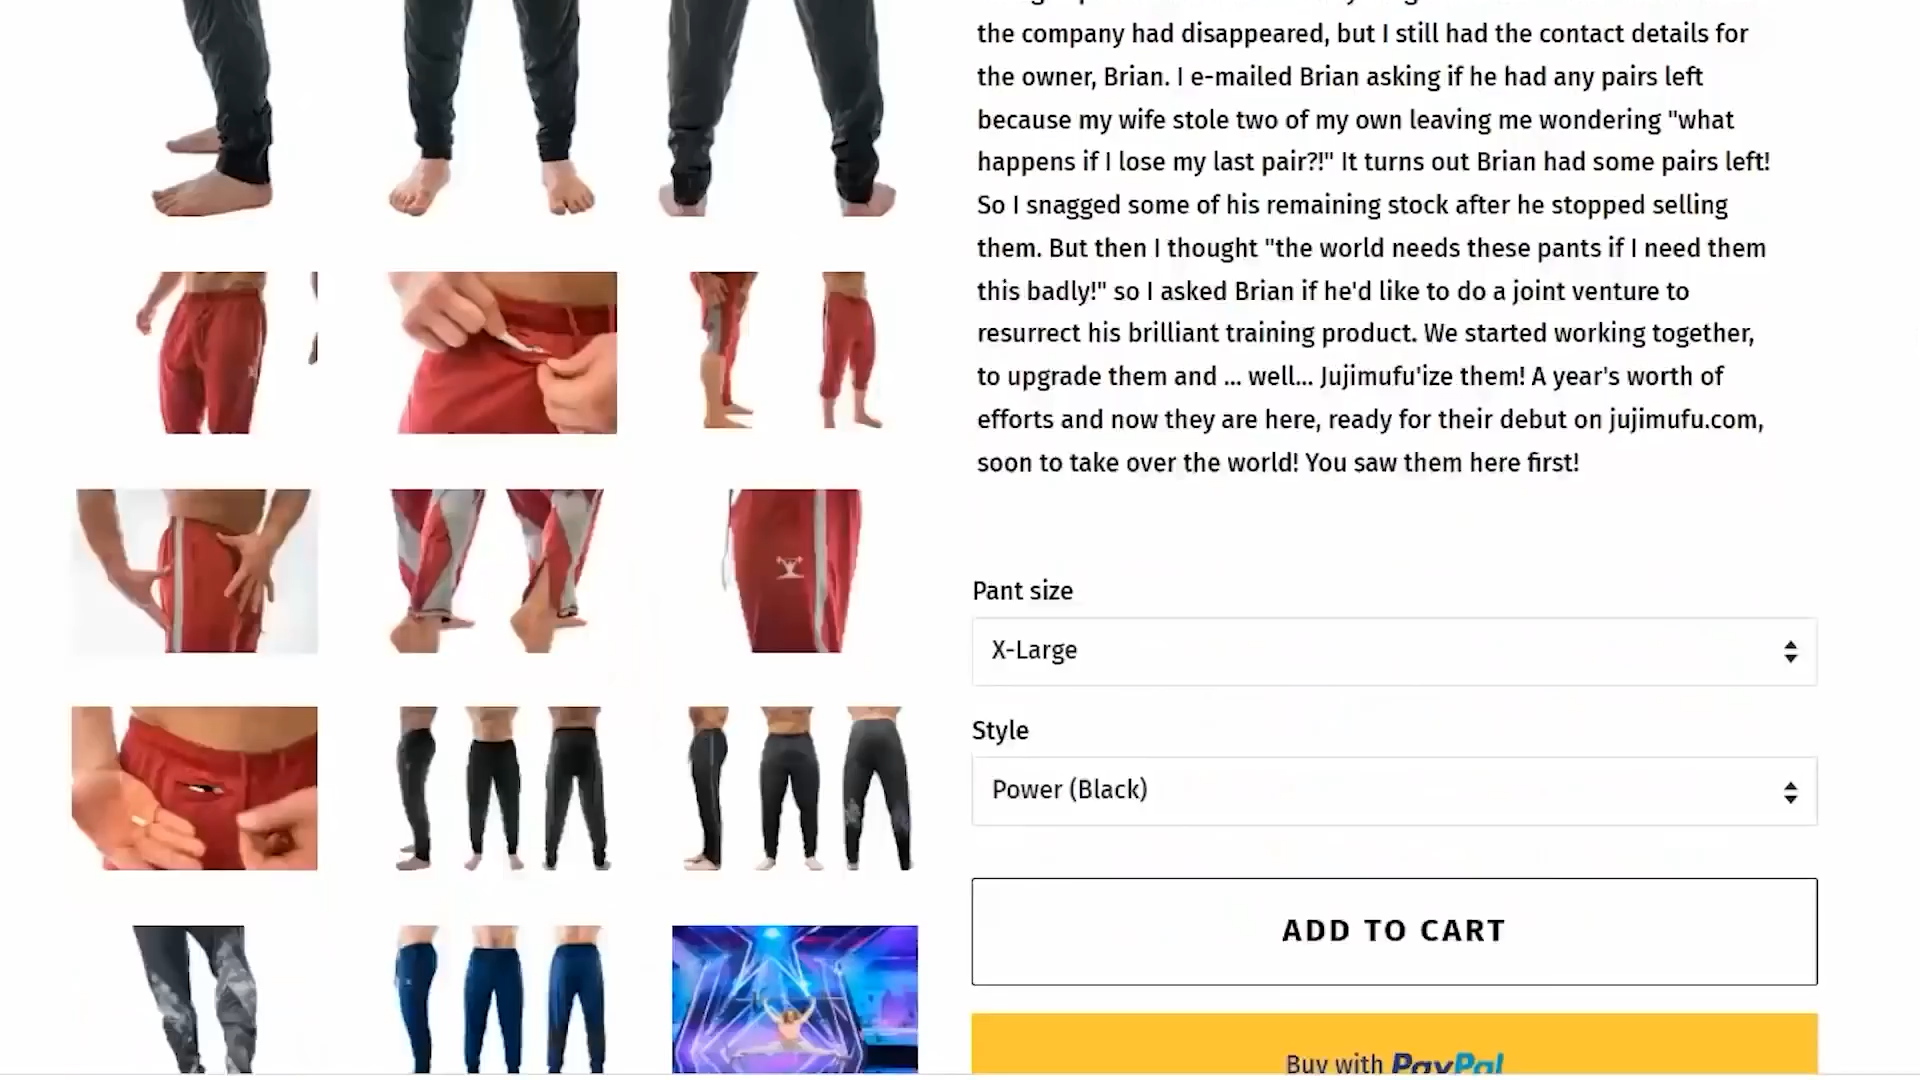 the company had disappeared, but I still had the contact details for
the owner, Brian. I e-mailed Brian asking if he had any pairs left
because my wife stole two of my own leaving me wondering "what
happens if I lose my last pair?!" It turns out Brian had some pairs left!
So I snagged some of his remaining stock after he stopped selling
them. But then I thought "the world needs these pants if I need them
this badly!" so I asked Brian if he'd like to do a joint venture to
resurrect his brilliant training product. We started working together,
to upgrade them and ... well... Jujimufu'ize them! A year's worth of
efforts and now they are here, ready for their debut on jujimufu.com,
soon to take over the world! You saw them here first!
Pant size
X-Large
Style
Power (Black)
ADD TO CART
Buy with PayPal